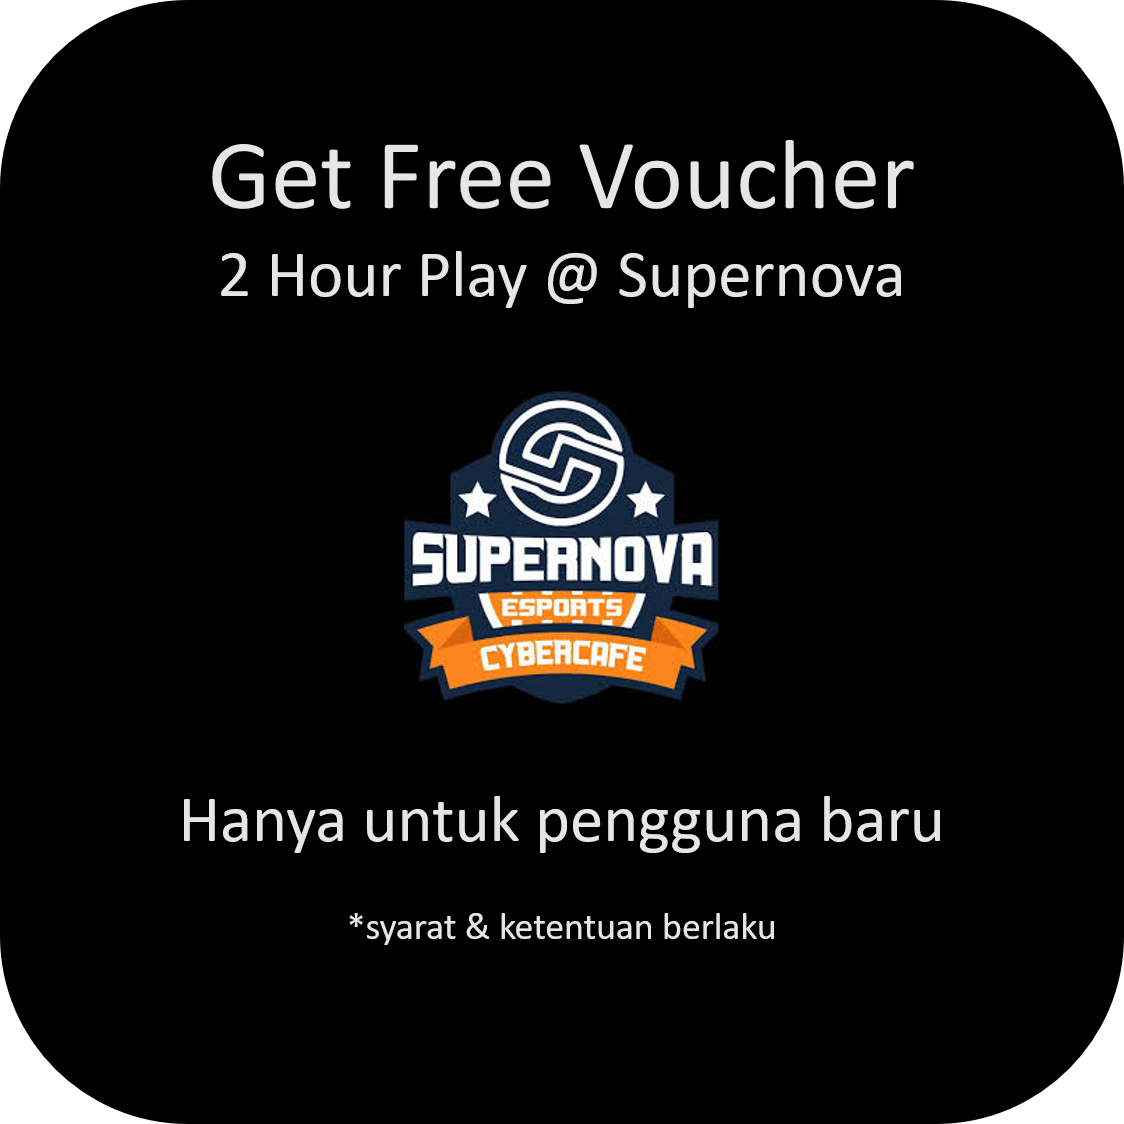 Get Free Voucher
2 Hour Play @ Supernova
SUPERNOVA
ESPORTS
CYBERCAFE
Hanya untuk pengguna baru
*syarat & ketentuan berlaku